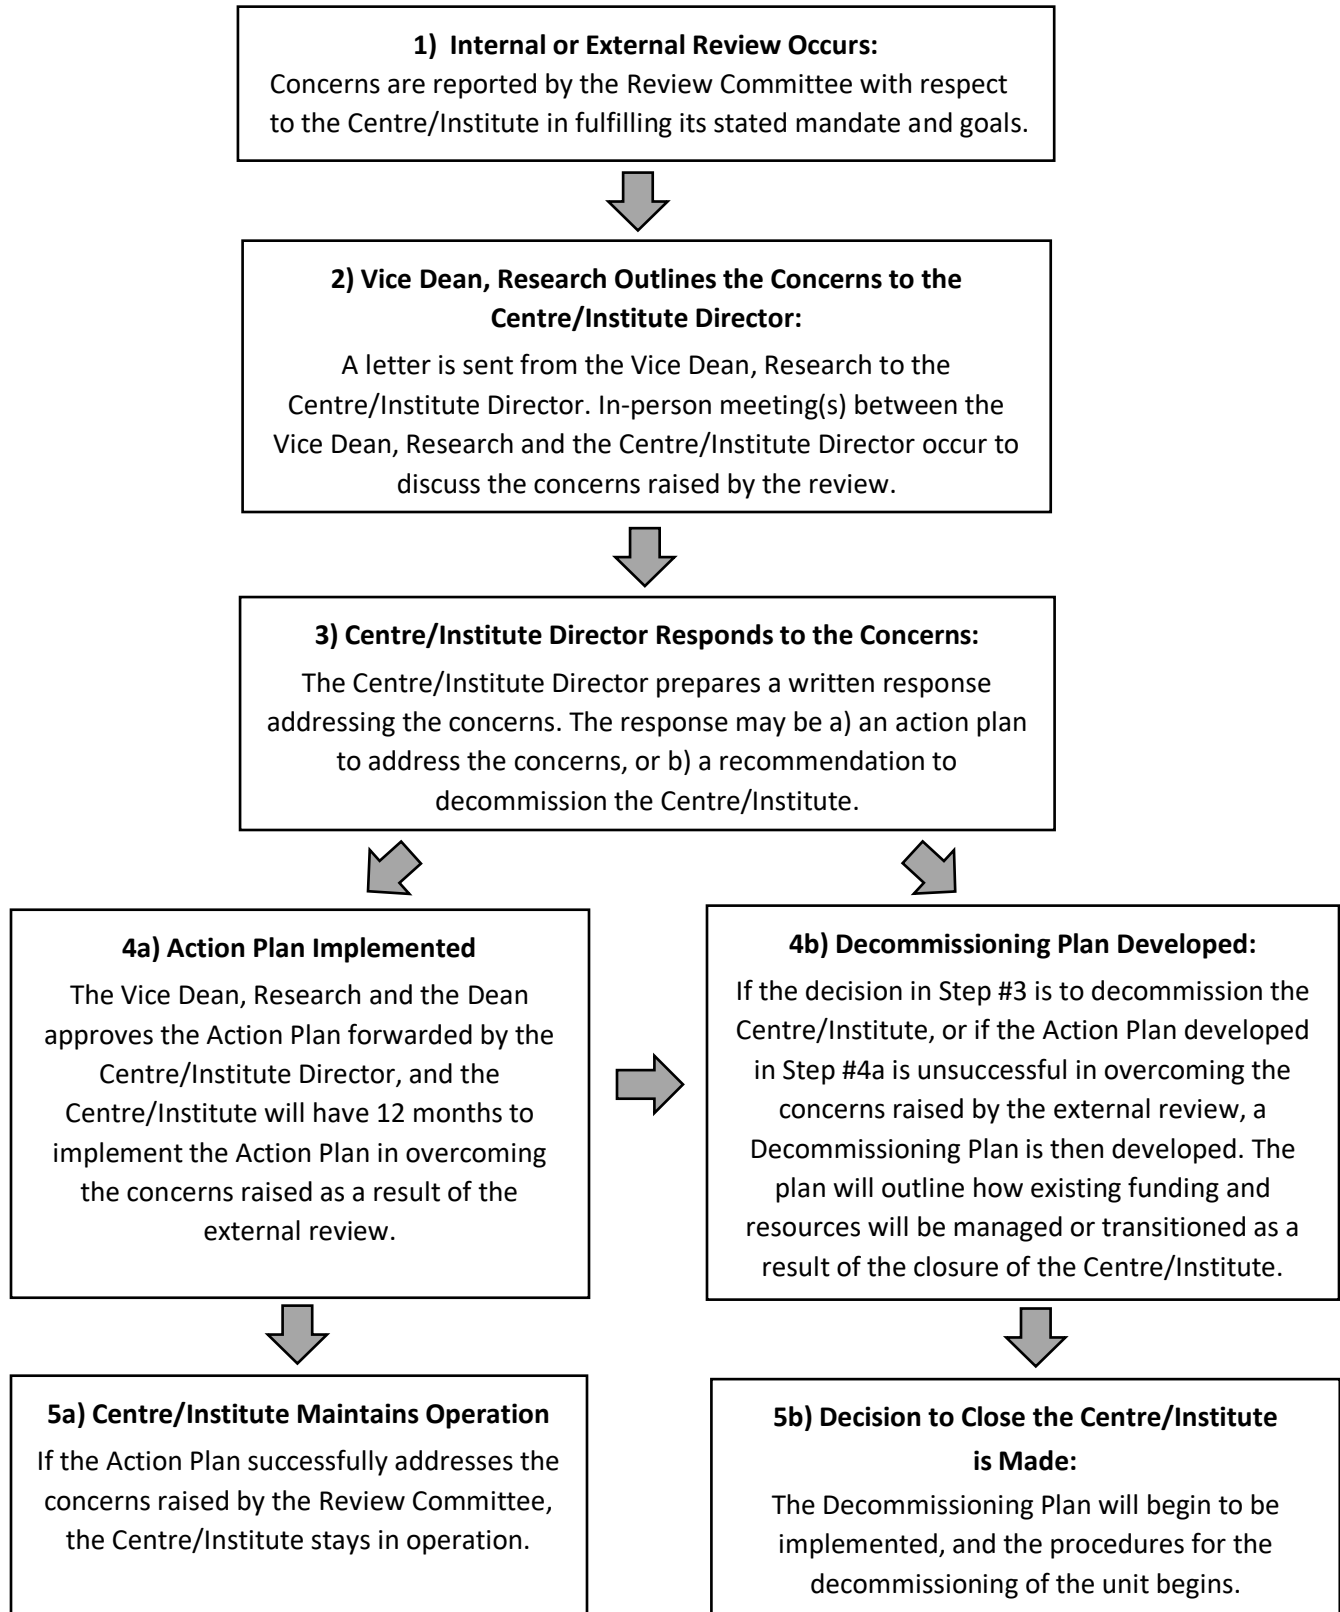 1) Internal or External Review Occurs:
Concerns are reported by the Review Committee with respect
to the Centre/Institute in fulfilling its stated mandate and goals.
2) Vice Dean, Research Outlines the Concerns to the
Centre/Institute Director:
A letter is sent from the Vice Dean, Research to the
Centre/Institute Director. In-person meeting(s) between the
Vice Dean, Research and the Centre/Institute Director occur to
discuss the concerns raised by the review.
3) Centre/Institute Director Responds to the Concerns:
The Centre/Institute Director prepares a written response
addressing the concerns. The response may be a) an action plan
to address the concerns, or b) a recommendation to
decommission the Centre/Institute.
4a) Action Plan Implemented
The Vice Dean, Research and the Dean
approves the Action Plan forwarded by the
Centre/Institute Director, and the
Centre/Institute will have 12 months to
implement the Action Plan in overcoming
the concerns raised as a result of the
external review.
4b) Decommissioning Plan Developed:
If the decision in Step #3 is to decommission the
Centre/Institute, or if the Action Plan developed
in Step #4a is unsuccessful in overcoming the
concerns raised by the external review, a
Decommissioning Plan is then developed. The
plan will outline how existing funding and
resources will be managed or transitioned as a
result of the closure of the Centre/Institute.
5a) Centre/Institute Maintains Operation
If the Action Plan successfully addresses the
concerns raised by the Review Committee,
the Centre/Institute stays in operation.
5b) Decision to Close the Centre/Institute
is Made:
The Decommissioning Plan will begin to be
implemented, and the procedures for the
decommissioning of the unit begins.